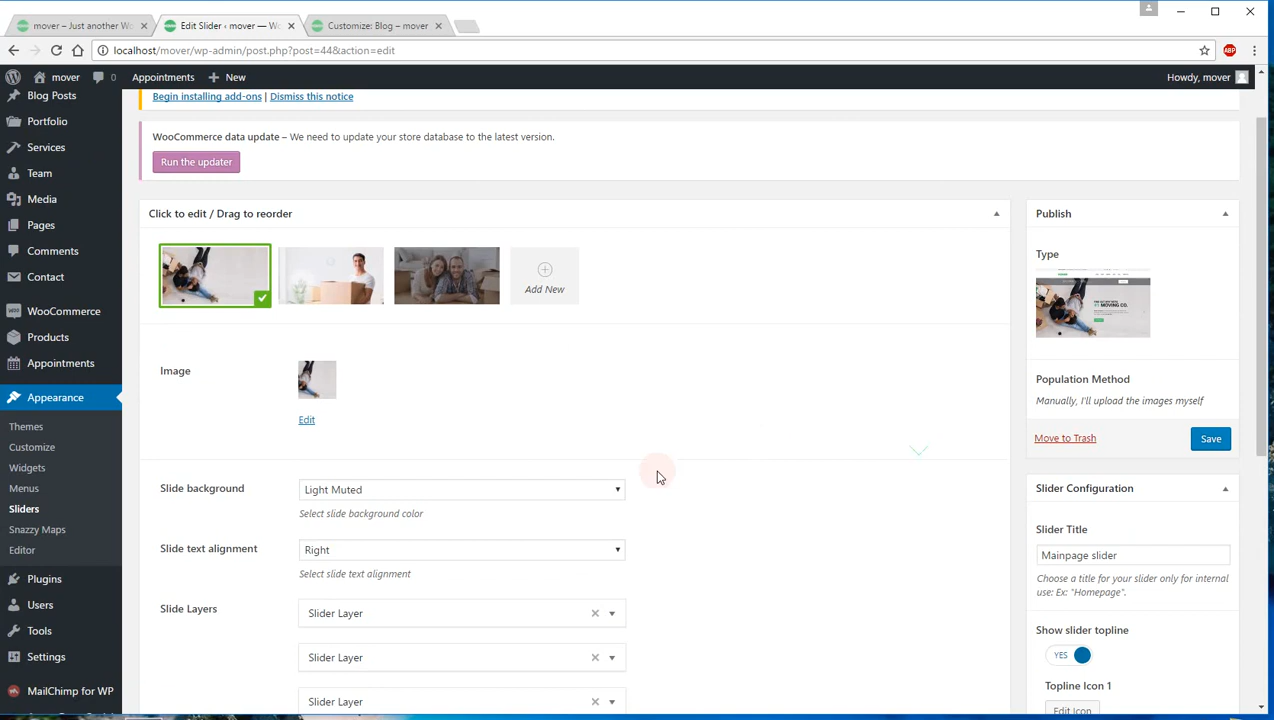 mover – Just another Wo
Edit Slider ‹ mover — Wo
Customize: Blog – mover
localhost/mover/wp-admin/post.php?post=44&action=edit
ABP
mover
0
Appointments
New
Howdy, mover
Blog Posts
Portfolio
Services
Team
Media
Pages
Comments
Contact
WooCommerce
Products
Appointments
Appearance
Themes
Customize
Widgets
Menus
Sliders
Snazzy Maps
Editor
Plugins
Users
Tools
Settings
MailChimp for WP
Begin installing add-ons | Dismiss this notice
WooCommerce data update – We need to update your store database to the latest version.
Run the updater
Click to edit / Drag to reorder
Add New
Image
Edit
Slide background
Light Muted
Select slide background color
Slide text alignment
Right
Select slide text alignment
Slide Layers
Slider Layer
Slider Layer
Slider Layer
Publish
Type
Population Method
Manually, I'll upload the images myself
Move to Trash
Save
Slider Configuration
Slider Title
Mainpage slider
Choose a title for your slider only for internal
use: Ex: "Homepage".
Show slider topline
YES
Topline Icon 1
Edit Icon